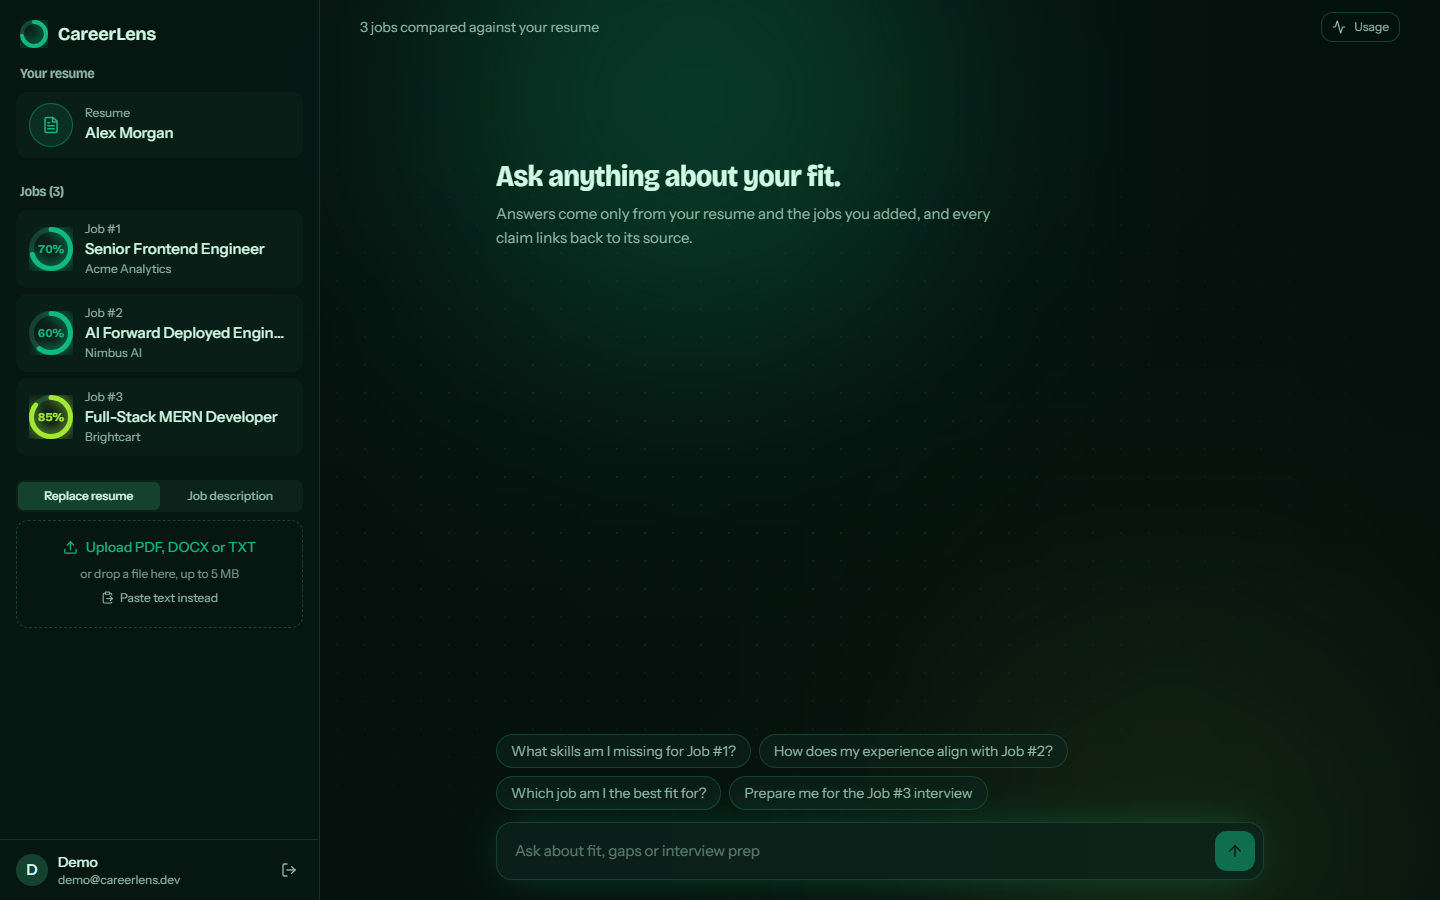 CareerLens
Your resume
Resume
Alex Morgan
Jobs (3)
70%
Job #1
Senior Frontend Engineer
Acme Analytics
60%
Job #2
AI Forward Deployed Engin...
Nimbus AI
85%
Job #3
Full-Stack MERN Developer
Brightcart
Replace resume
Job description
Upload PDF, DOCX or TXT
or drop a file here, up to 5 MB
Paste text instead
D
Demo
demo@careerlens.dev
3 jobs compared against your resume
Usage
Ask anything about your fit.
Answers come only from your resume and the jobs you added, and every
claim links back to its source.
What skills am I missing for Job #1?
How does my experience align with Job #2?
Which job am I the best fit for?
Prepare me for the Job #3 interview
Ask about fit, gaps or interview prep